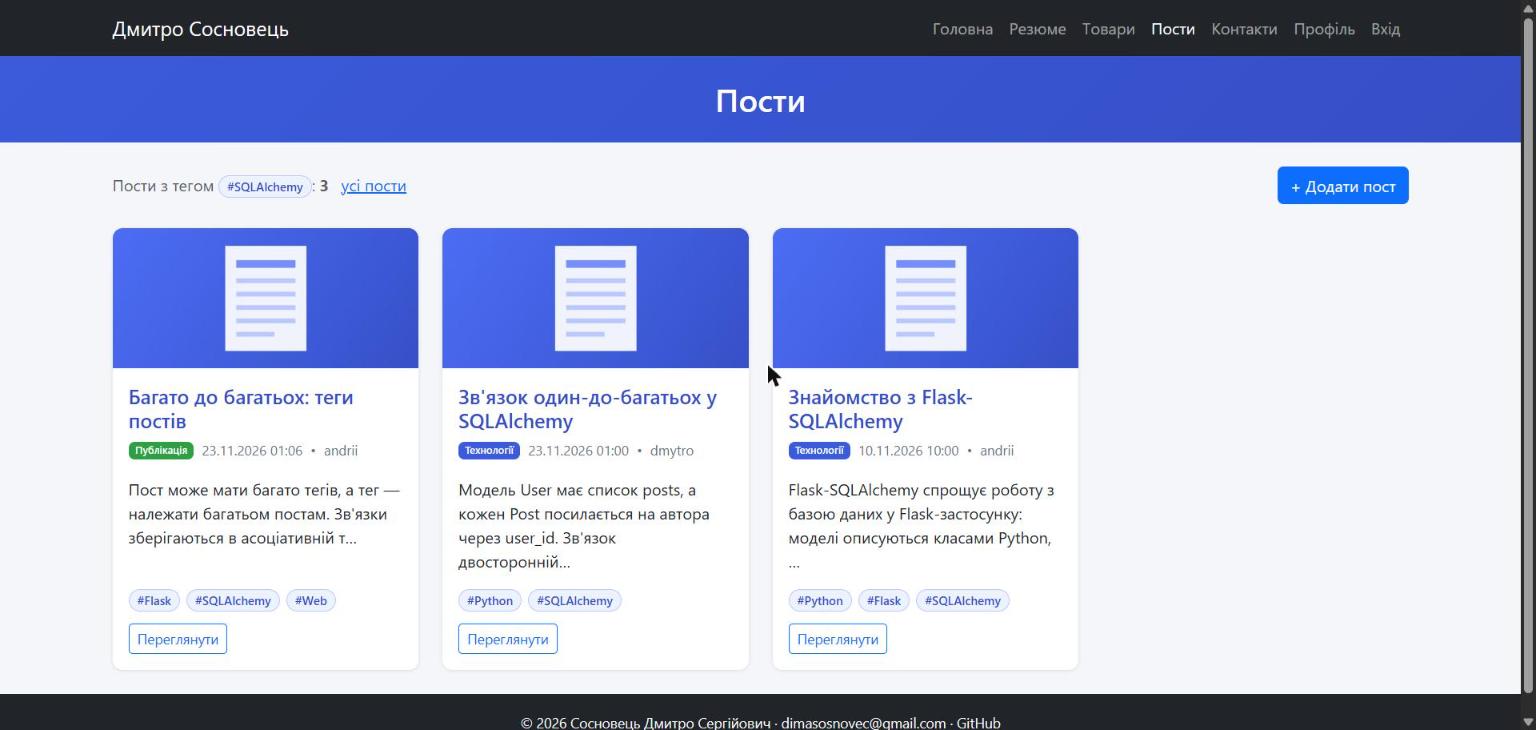 Дмитро Сосновець
Головна Резюме Товари Пости Контакти Профіль Вхід
Пости
Пости з тегом #SQLAlchemy: 3 усі пости
+ Додати пост
Багато до багатьох: теги
постів
Публікація 23.11.2026 01:06 • andrii
Пост може мати багато тегів, а тег —
належати багатьом постам. Зв'язки
зберігаються в асоціативній т...
#Flask #SQLAlchemy #Web
Переглянути
Зв'язок один-до-багатьох у
SQLAlchemy
Технології 23.11.2026 01:00 • dmytro
Модель User має список posts, а
кожен Post посилається на автора
через user_id. Зв'язок
двосторонній...
#Python #SQLAlchemy
Переглянути
Знайомство з Flask-
SQLAlchemy
Технології 10.11.2026 10:00 • andrii
Flask-SQLAlchemy спрощує роботу з
базою даних у Flask-застосунку:
моделі описуються класами Python,
...
#Python #Flask #SQLAlchemy
Переглянути
© 2026 Сосновець Дмитро Сергійович · dimasosnovec@gmail.com · GitHub